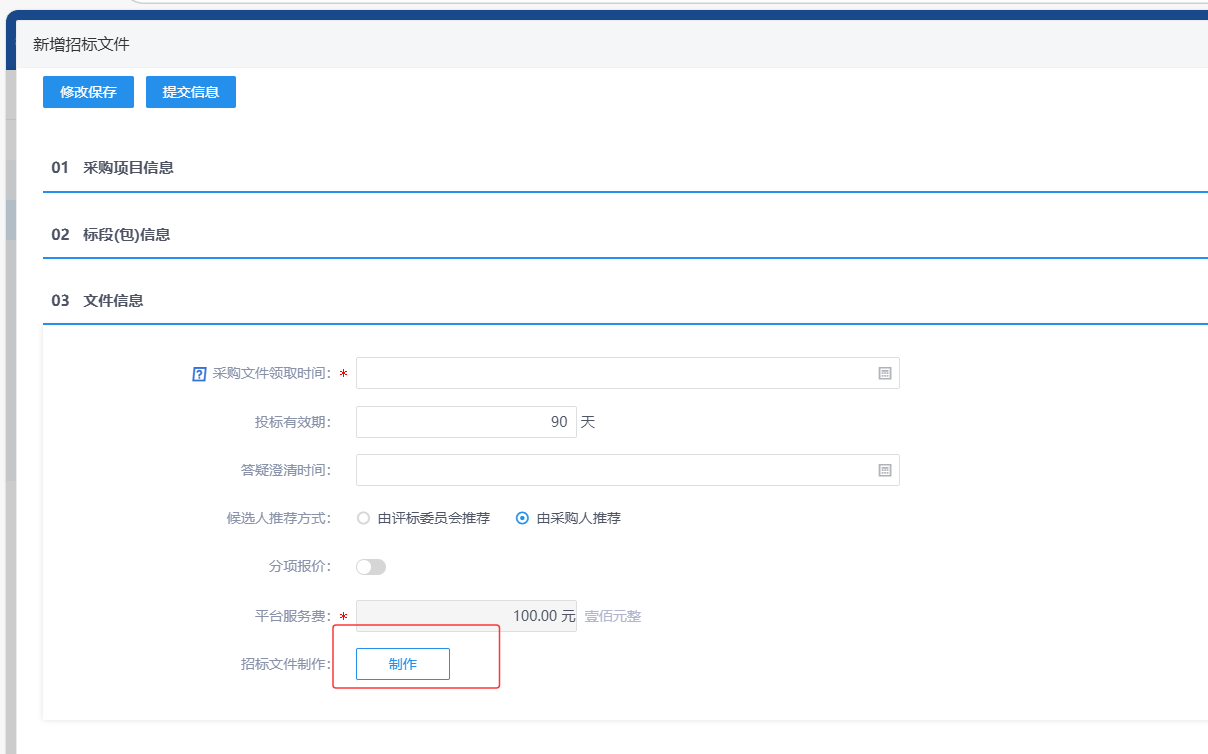 新增招标文件
修改保存 提交信息
01 采购项目信息
02 标段(包)信息
03 文件信息
? 采购文件领取时间: *
投标有效期: 90 天
答疑澄清时间:
候选人推荐方式: 由评标委员会推荐 由采购人推荐
分项报价:
平台服务费: * 100.00 元 壹佰元整
招标文件制作: 制作